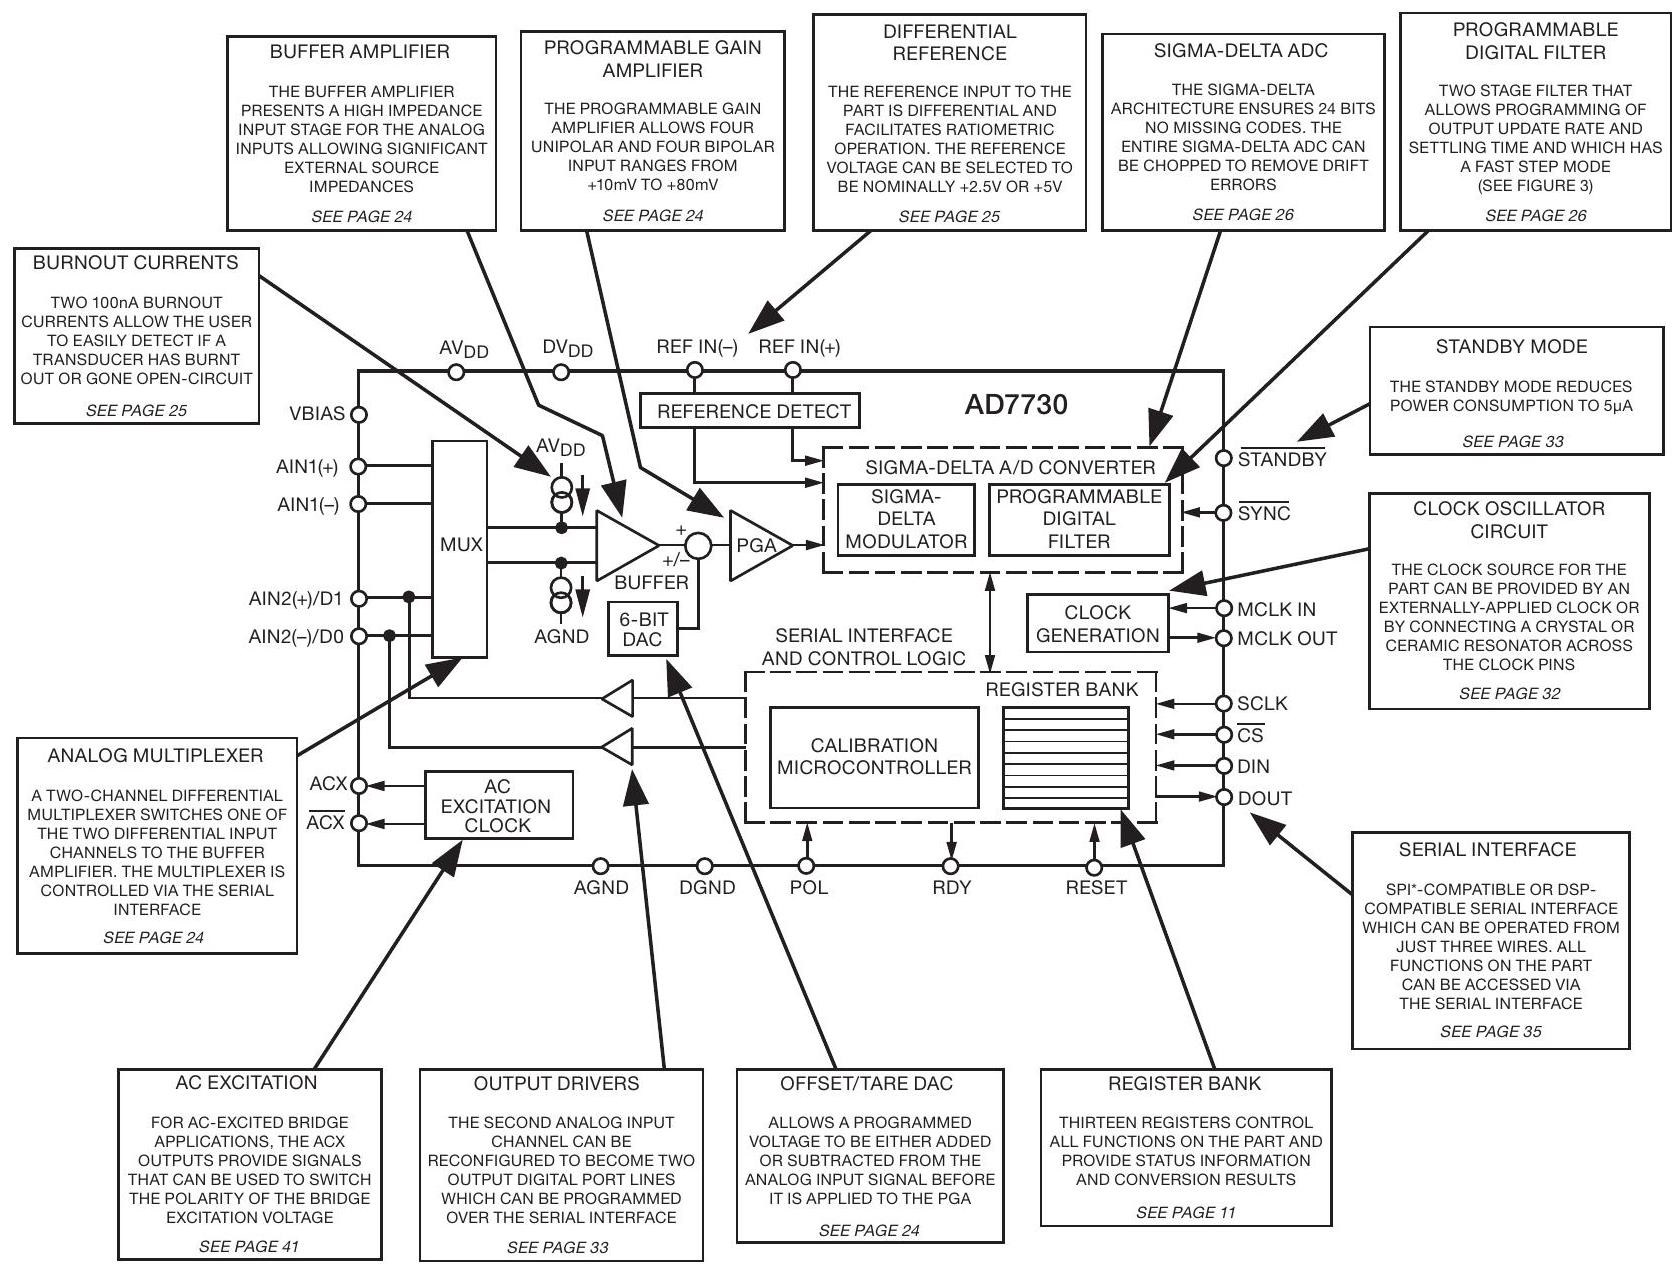 BUFFER AMPLIFIER
THE BUFFER AMPLIFIER
PRESENTS A HIGH IMPEDANCE
INPUT STAGE FOR THE ANALOG
INPUTS ALLOWING SIGNIFICANT
EXTERNAL SOURCE
IMPEDANCES
SEE PAGE 24
PROGRAMMABLE GAIN
AMPLIFIER
THE PROGRAMMABLE GAIN
AMPLIFIER ALLOWS FOUR
UNIPOLAR AND FOUR BIPOLAR
INPUT RANGES FROM
+10mV TO +80mV
SEE PAGE 24
DIFFERENTIAL
REFERENCE
THE REFERENCE INPUT TO THE
PART IS DIFFERENTIAL AND
FACILITATES RATIOMETRIC
OPERATION. THE REFERENCE
VOLTAGE CAN BE SELECTED TO
BE NOMINALLY +2.5V OR +5V
SEE PAGE 25
SIGMA-DELTA ADC
THE SIGMA-DELTA
ARCHITECTURE ENSURES 24 BITS
NO MISSING CODES. THE
ENTIRE SIGMA-DELTA ADC CAN
BE CHOPPED TO REMOVE DRIFT
ERRORS
SEE PAGE 26
PROGRAMMABLE
DIGITAL FILTER
TWO STAGE FILTER THAT
ALLOWS PROGRAMMING OF
OUTPUT UPDATE RATE AND
SETTLING TIME AND WHICH HAS
A FAST STEP MODE
(SEE FIGURE 3)
SEE PAGE 26
BURNOUT CURRENTS
TWO 100nA BURNOUT
CURRENTS ALLOW THE USER
TO EASILY DETECT IF A
TRANSDUCER HAS BURNT
OUT OR GONE OPEN-CIRCUIT
SEE PAGE 25
STANDBY MODE
THE STANDBY MODE REDUCES
POWER CONSUMPTION TO 5µA
SEE PAGE 33
AVDD
DVDD
REF IN(–)
REF IN(+)
REFERENCE DETECT
AD7730
VBIAS
AIN1(+)
AIN1(–)
AIN2(+)/D1
AIN2(–)/D0
MUX
AVDD
AGND
BUFFER
+
+/–
6-BIT
DAC
PGA
SIGMA-DELTA A/D CONVERTER
SIGMA-
DELTA
MODULATOR
PROGRAMMABLE
DIGITAL
FILTER
STANDBY
SYNC
CLOCK
GENERATION
MCLK IN
MCLK OUT
SERIAL INTERFACE
AND CONTROL LOGIC
REGISTER BANK
CALIBRATION
MICROCONTROLLER
SCLK
CS
DIN
DOUT
ACX
ACX
AC
EXCITATION
CLOCK
AGND
DGND
POL
RDY
RESET
CLOCK OSCILLATOR
CIRCUIT
THE CLOCK SOURCE FOR THE
PART CAN BE PROVIDED BY AN
EXTERNALLY-APPLIED CLOCK OR
BY CONNECTING A CRYSTAL OR
CERAMIC RESONATOR ACROSS
THE CLOCK PINS
SEE PAGE 32
ANALOG MULTIPLEXER
A TWO-CHANNEL DIFFERENTIAL
MULTIPLEXER SWITCHES ONE OF
THE TWO DIFFERENTIAL INPUT
CHANNELS TO THE BUFFER
AMPLIFIER. THE MULTIPLEXER IS
CONTROLLED VIA THE SERIAL
INTERFACE
SEE PAGE 24
SERIAL INTERFACE
SPI*-COMPATIBLE OR DSP-
COMPATIBLE SERIAL INTERFACE
WHICH CAN BE OPERATED FROM
JUST THREE WIRES. ALL
FUNCTIONS ON THE PART
CAN BE ACCESSED VIA
THE SERIAL INTERFACE
SEE PAGE 35
AC EXCITATION
FOR AC-EXCITED BRIDGE
APPLICATIONS, THE ACX
OUTPUTS PROVIDE SIGNALS
THAT CAN BE USED TO SWITCH
THE POLARITY OF THE BRIDGE
EXCITATION VOLTAGE
SEE PAGE 41
OUTPUT DRIVERS
THE SECOND ANALOG INPUT
CHANNEL CAN BE
RECONFIGURED TO BECOME TWO
OUTPUT DIGITAL PORT LINES
WHICH CAN BE PROGRAMMED
OVER THE SERIAL INTERFACE
SEE PAGE 33
OFFSET/TARE DAC
ALLOWS A PROGRAMMED
VOLTAGE TO BE EITHER ADDED
OR SUBTRACTED FROM THE
ANALOG INPUT SIGNAL BEFORE
IT IS APPLIED TO THE PGA
SEE PAGE 24
REGISTER BANK
THIRTEEN REGISTERS CONTROL
ALL FUNCTIONS ON THE PART AND
PROVIDE STATUS INFORMATION
AND CONVERSION RESULTS
SEE PAGE 11